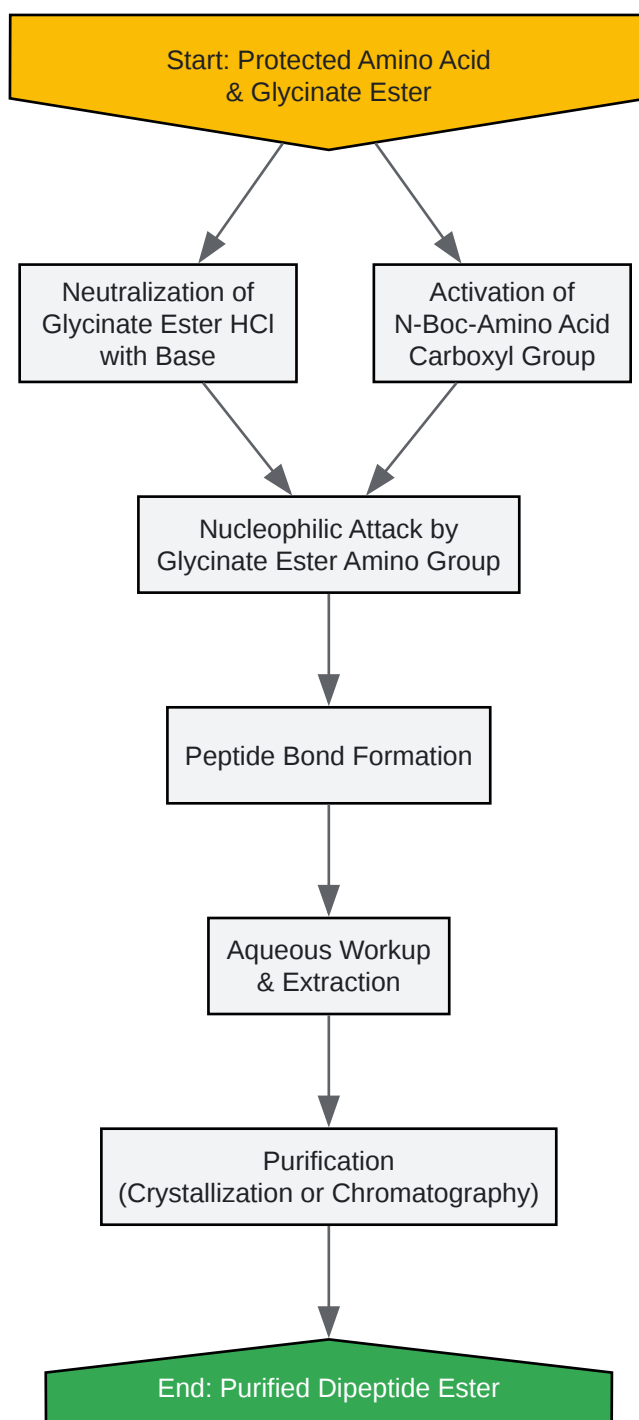 Start: Protected Amino Acid
& Glycinate Ester
Neutralization of
Glycinate Ester HCl
with Base
Activation of
N-Boc-Amino Acid
Carboxyl Group
Nucleophilic Attack by
Glycinate Ester Amino Group
Peptide Bond Formation
Aqueous Workup
& Extraction
Purification
(Crystallization or Chromatography)
End: Purified Dipeptide Ester